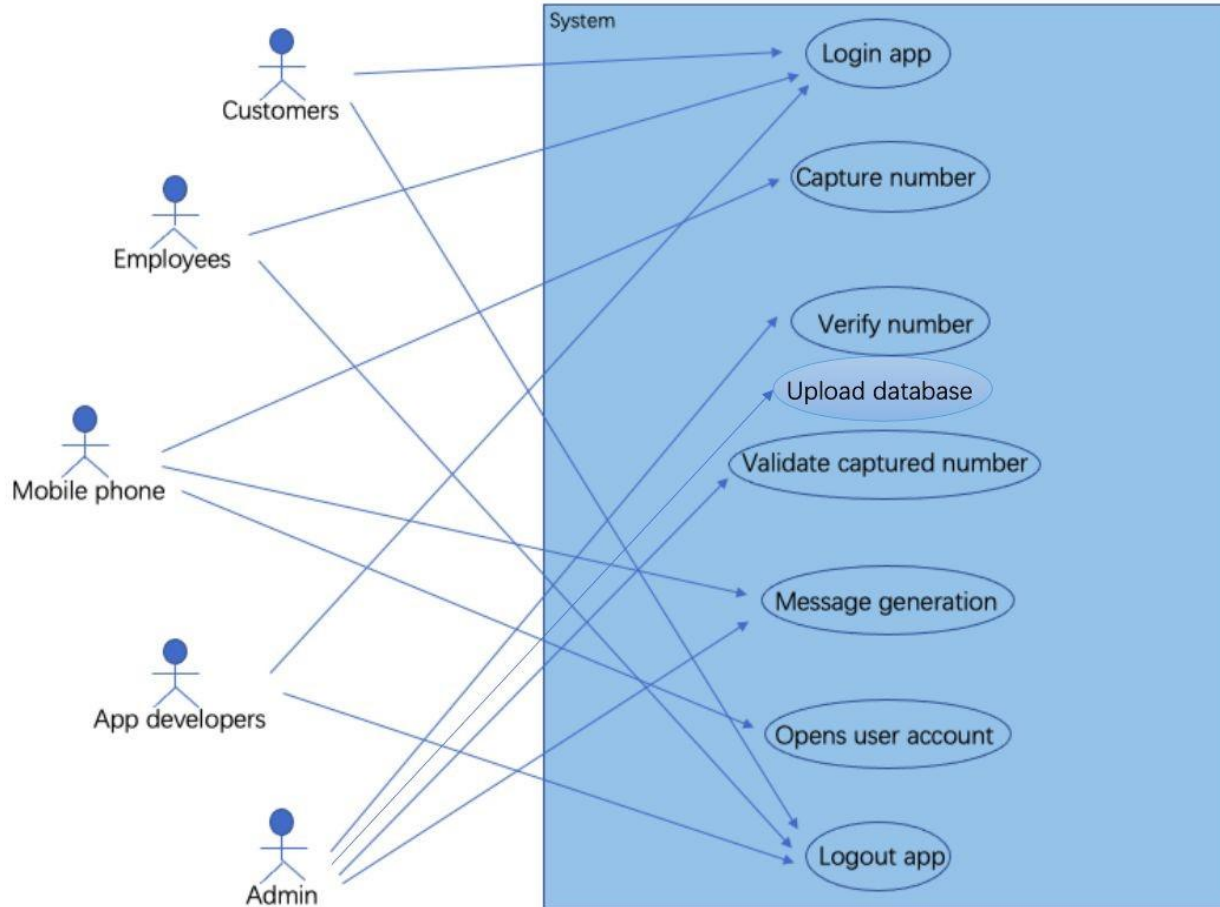 System
Customers
Employees
Mobile phone
App developers
Admin
Login app
Capture number
Verify number
Upload database
Validate captured number
Message generation
Opens user account
Logout app